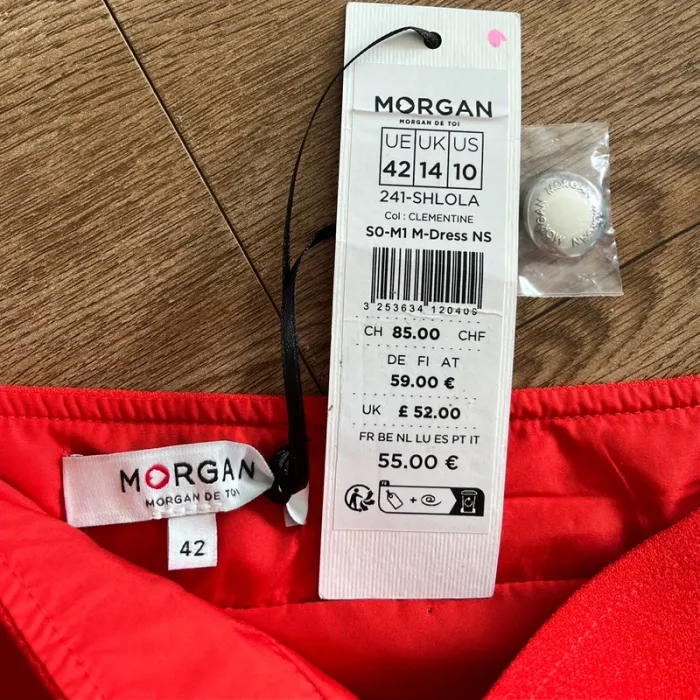 MORGAN
MORGAN DE TOI
UE UK US
42 14 10
241-SHLOLA
Col : CLEMENTINE
S0-M1 M-Dress NS
3 253634 120409
CH 85.00 CHF
DE FI AT
59.00 €
UK £ 52.00
FR BE NL LU ES PT IT
55.00 €
MORGAN MORGAN
MORGAN
MORGAN DE TOI
42